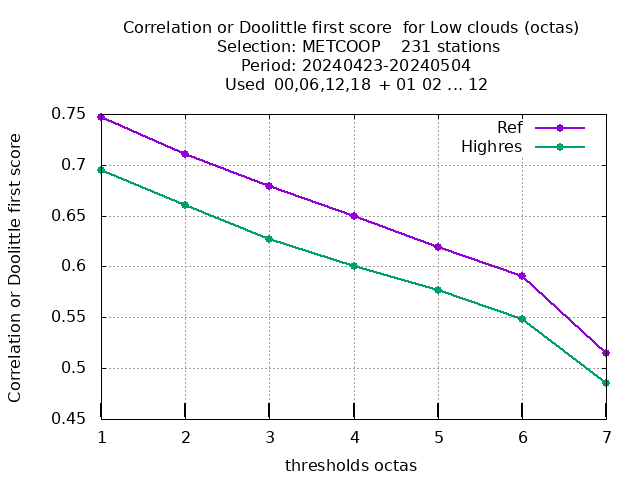 Correlation or Doolittle first score  for Low clouds (octas)
Selection: METCOOP    231 stations
Period: 20240423-20240504
Used  00,06,12,18  + 01 02 ... 12
Ref
Highres
Correlation or Doolittle first score
0.75
0.7
0.65
0.6
0.55
0.5
0.45
1 2 3 4 5 6 7
thresholds octas